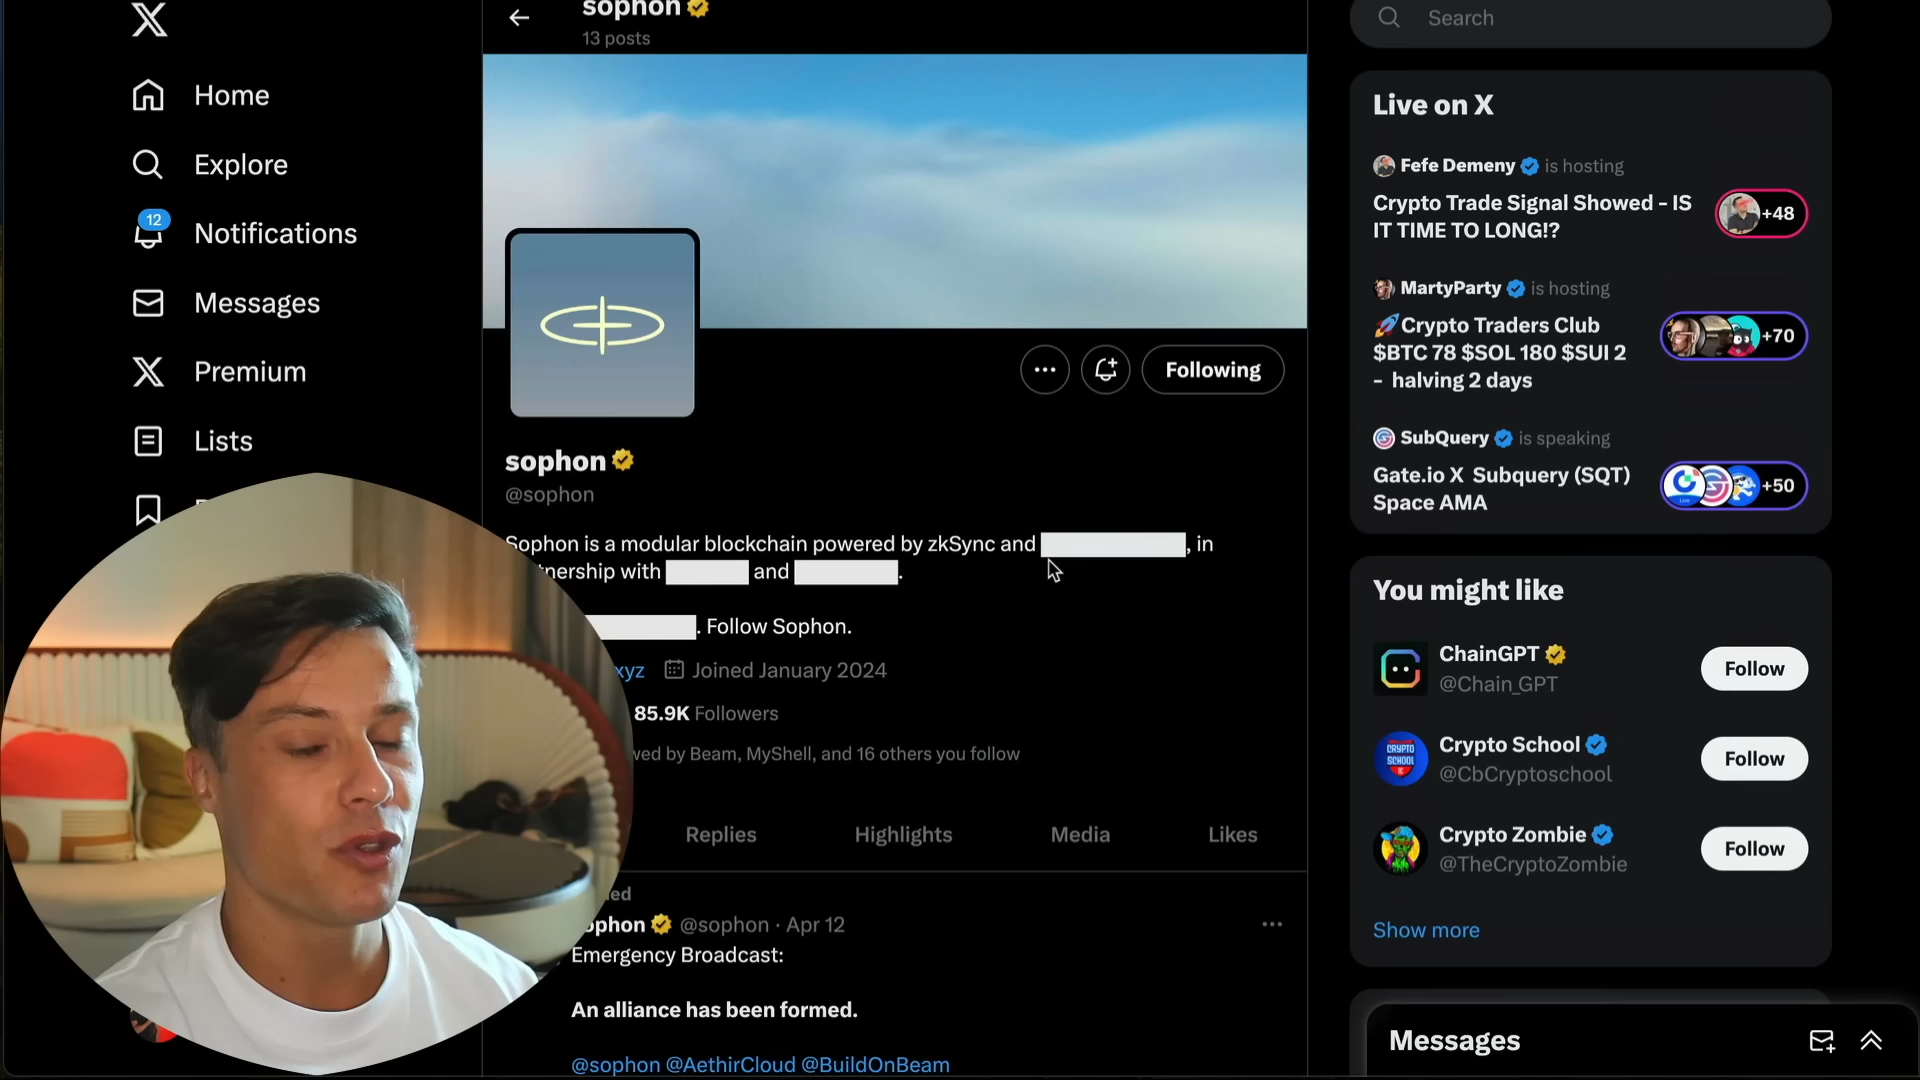 sophon
13 posts
Search
Home
Explore
12
Notifications
Messages
Premium
Lists
Following
sophon
@sophon
Sophon is a modular blockchain powered by zkSync and , in
nership with and .
. Follow Sophon.
xyz Joined January 2024
85.9K Followers
wed by Beam, MyShell, and 16 others you follow
Replies Highlights Media Likes
ed
ophon @sophon · Apr 12
Emergency Broadcast:
An alliance has been formed.
@sophon @AethirCloud @BuildOnBeam
Live on X
Fefe Demeny is hosting
Crypto Trade Signal Showed - IS
IT TIME TO LONG!?
+48
MartyParty is hosting
🚀Crypto Traders Club
$BTC 78 $SOL 180 $SUI 2
- halving 2 days
+70
SubQuery is speaking
Gate.io X Subquery (SQT)
Space AMA
+50
You might like
ChainGPT
@Chain_GPT
Follow
CRYPTO
SCHOOL
Crypto School
@CbCryptoschool
Follow
Crypto Zombie
@TheCryptoZombie
Follow
Show more
Messages